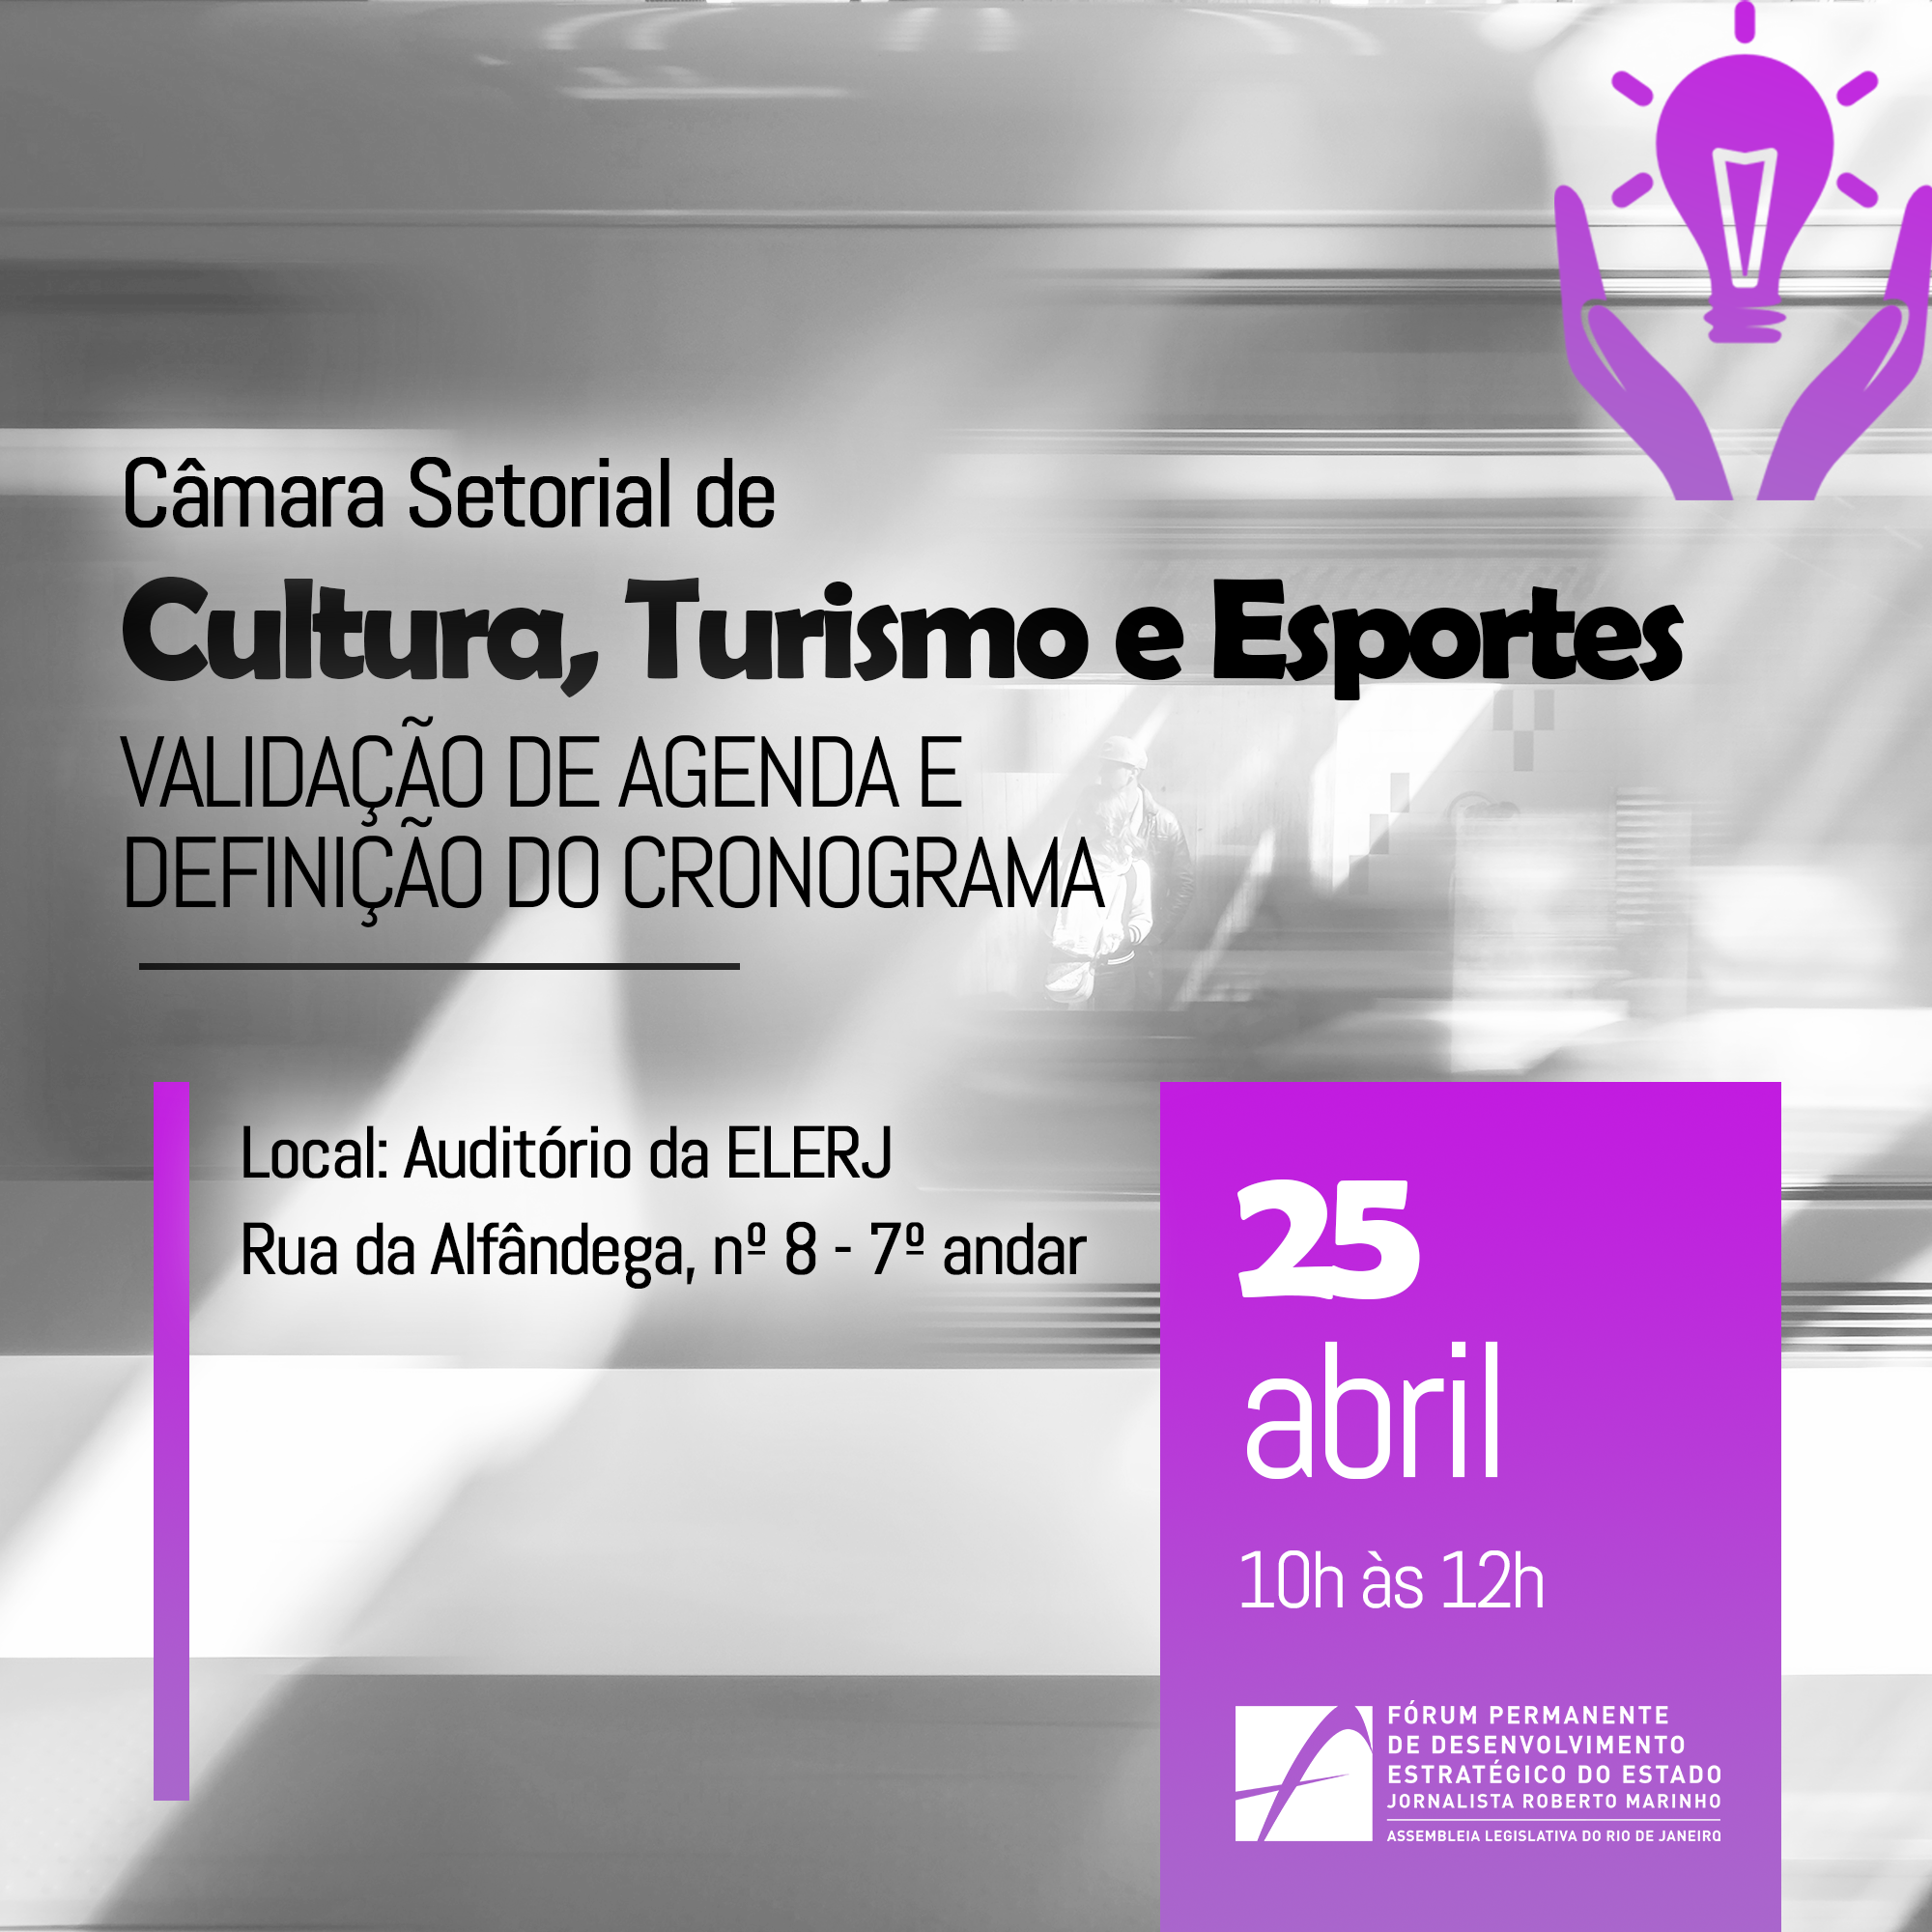 Câmara Setorial de
Cultura, Turismo e Esportes
VALIDAÇÃO DE AGENDA E
DEFINIÇÃO DO CRONOGRAMA
Local: Auditório da ELERJ
Rua da Alfândega, nº 8 - 7º andar
25
abril
10h às 12h
FÓRUM PERMANENTE
DE DESENVOLVIMENTO
ESTRATÉGICO DO ESTADO
JORNALISTA ROBERTO MARINHO
ASSEMBLEIA LEGISLATIVA DO RIO DE JANEIRO